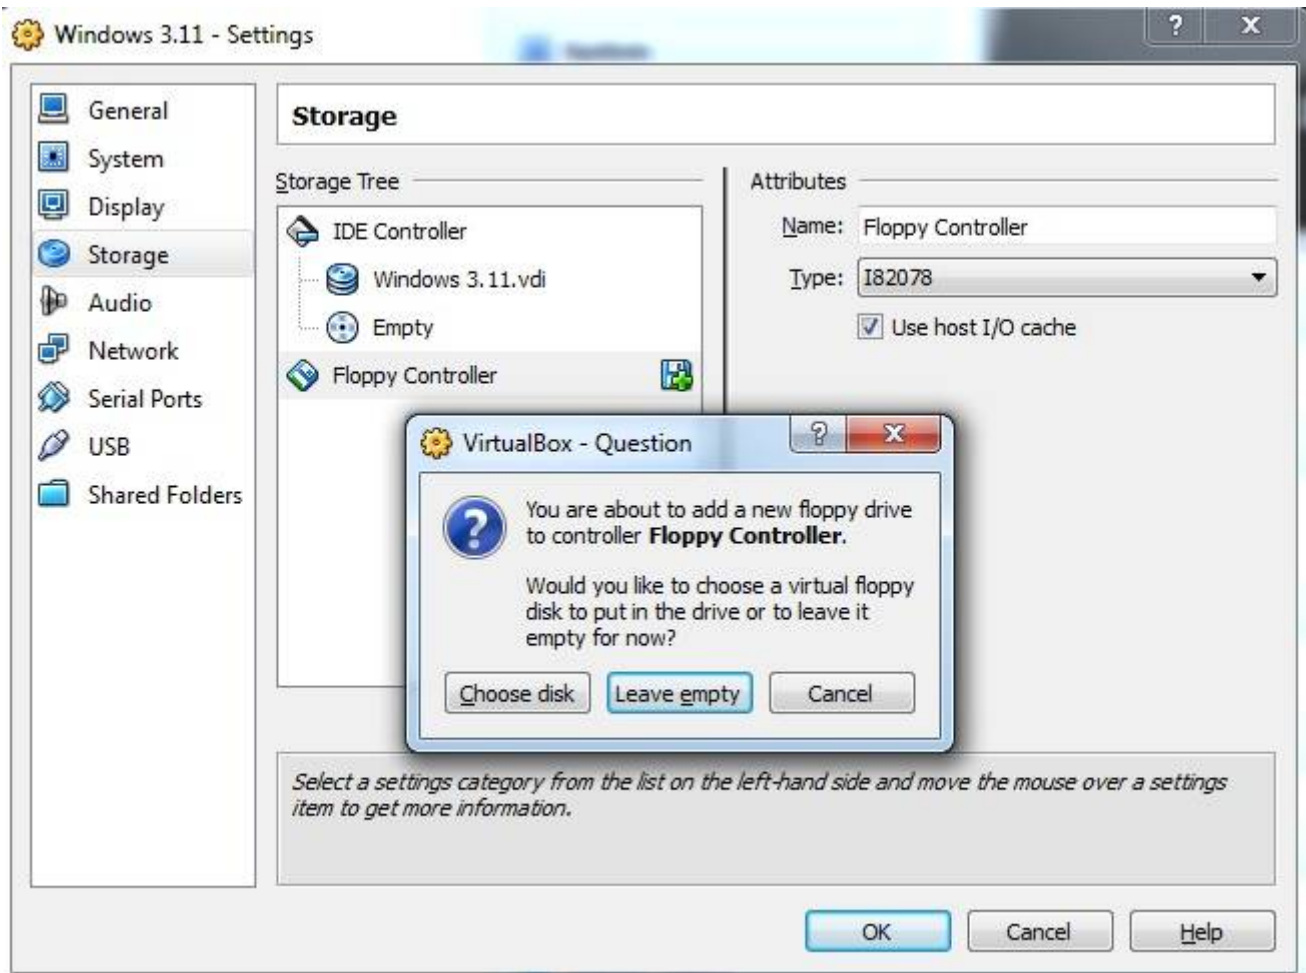 Windows 3.11 - Settings
General
System
Display
Storage
Audio
Network
Serial Ports
USB
Shared Folders
Storage
Storage Tree
IDE Controller
Windows 3.11.vdi
Empty
Floppy Controller
Attributes
Name: Floppy Controller
Type: I82078
Use host I/O cache
VirtualBox - Question
You are about to add a new floppy drive
to controller Floppy Controller.
Would you like to choose a virtual floppy
disk to put in the drive or to leave it
empty for now?
Choose disk Leave empty Cancel
Select a settings category from the list on the left-hand side and move the mouse over a settings
item to get more information.
OK Cancel Help